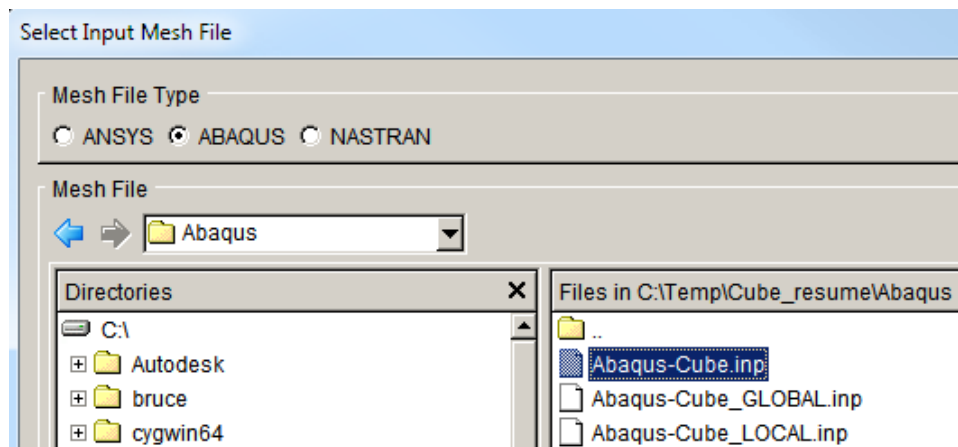 Select Input Mesh File
Mesh File Type
ANSYS ABAQUS NASTRAN
Mesh File
Abaqus
Directories
C:\
Autodesk
bruce
cygwin64
Files in C:\Temp\Cube_resume\Abaqus
..
Abaqus-Cube.inp
Abaqus-Cube_GLOBAL.inp
Abaqus-Cube_LOCAL.inp